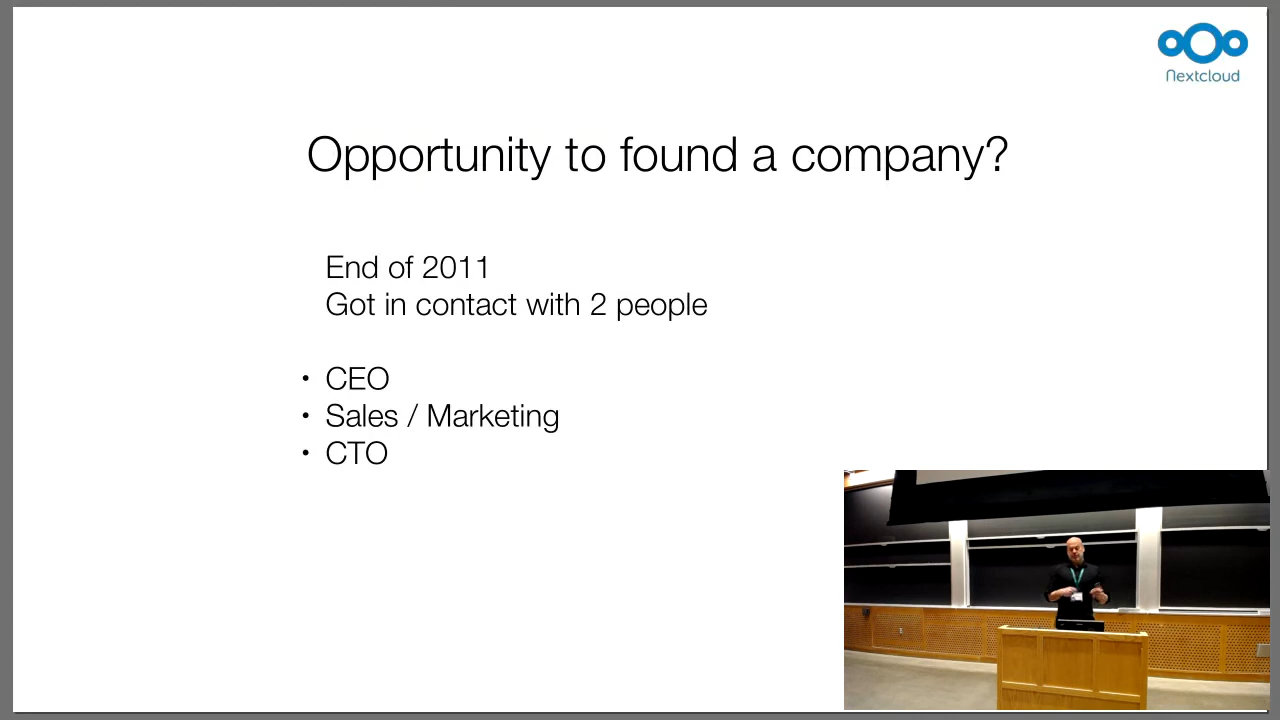 Nextcloud
Opportunity to found a company?
End of 2011
Got in contact with 2 people
• CEO
• Sales / Marketing
• CTO